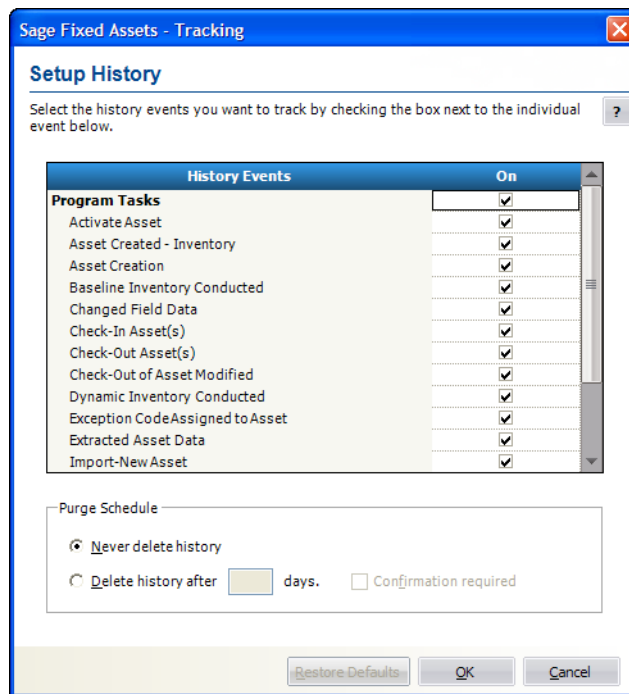 Sage Fixed Assets - Tracking
Setup History
Select the history events you want to track by checking the box next to the individual
event below.
?
History Events On
Program Tasks
Activate Asset
Asset Created - Inventory
Asset Creation
Baseline Inventory Conducted
Changed Field Data
Check-In Asset(s)
Check-Out Asset(s)
Check-Out of Asset Modified
Dynamic Inventory Conducted
Exception Code Assigned to Asset
Extracted Asset Data
Import-New Asset
Purge Schedule
Never delete history
Delete history after days. Confirmation required
Restore Defaults OK Cancel